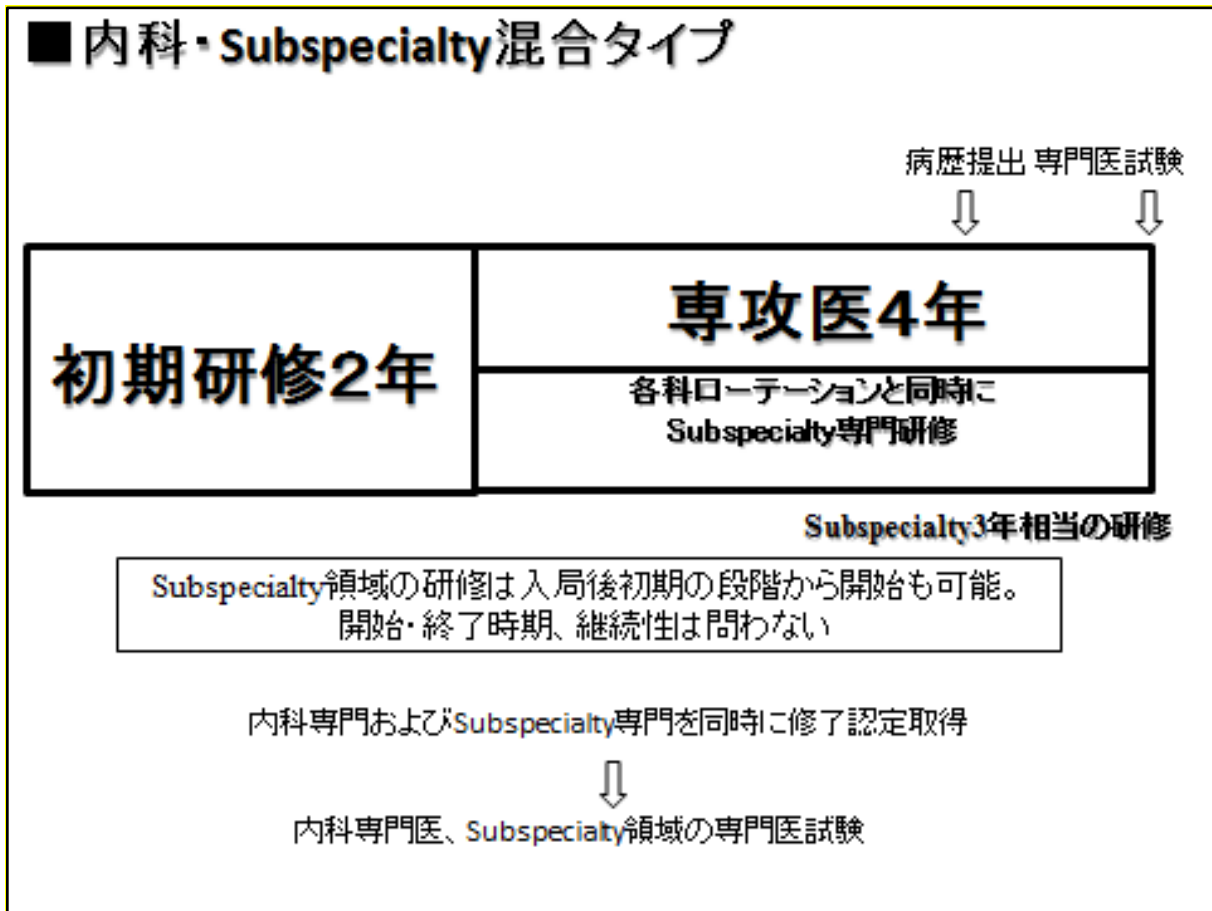 ■内科・Subspecialty混合タイプ
病歴提出 専門医試験
初期研修2年
専攻医4年
各科ローテーションと同時に
Subspecialty専門研修
Subspecialty3年相当の研修
Subspecialty領域の研修は入局後初期の段階から開始も可能。
開始・終了時期、継続性は問わない
内科専門およびSubspecialty専門を同時に修了認定取得
内科専門医、Subspecialty領域の専門医試験